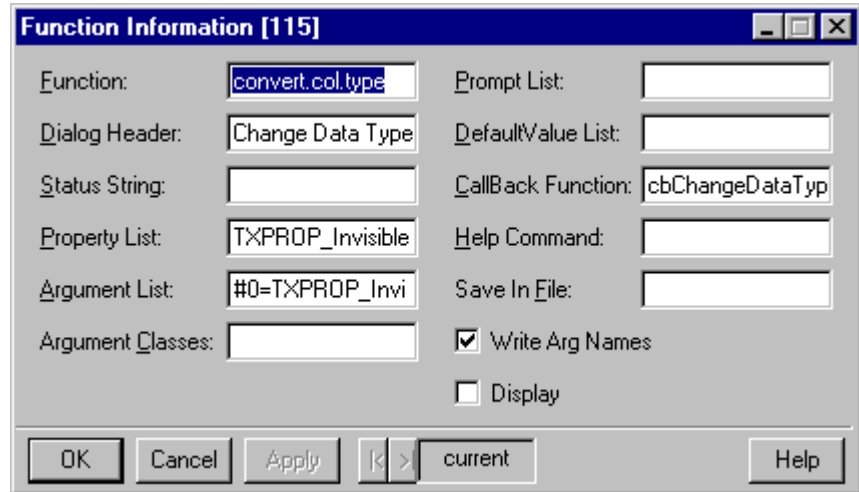 Function Information [115]
Function: convert.col.type
Dialog Header: Change Data Type
Status String:
Property List: TXPROP_Invisible
Argument List: #0=TXPROP_Invi
Argument Classes:
Prompt List:
DefaultValue List:
CallBack Function: cbChangeDataTyp
Help Command:
Save In File:
Write Arg Names
Display
OK Cancel Apply |< >| current Help